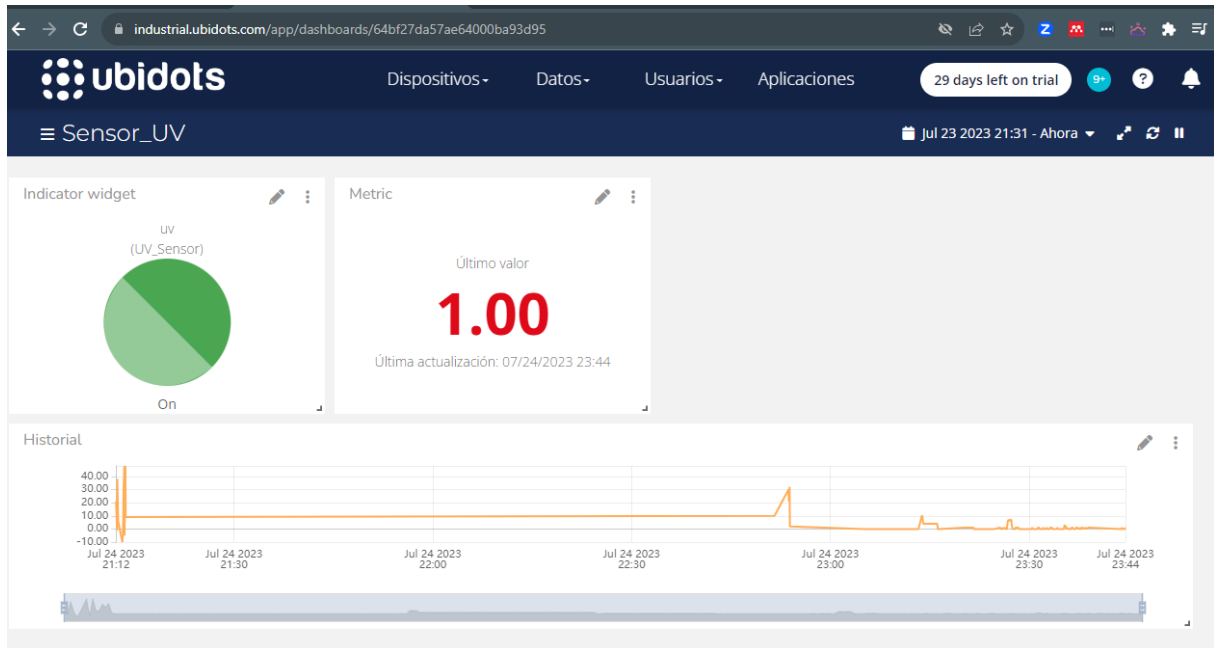 industrial.ubidots.com/app/dashboards/64bf27da57ae64000ba93d95
ubidots Dispositivos Datos Usuarios Aplicaciones 29 days left on trial 9+ ?
Sensor_UV Jul 23 2023 21:31 - Ahora
Indicator widget
uv
(UV_Sensor)
On
Metric
Último valor
1.00
Última actualización: 07/24/2023 23:44
Historial
40.00
30.00
20.00
10.00
0.00
-10.00
Jul 24 2023 Jul 24 2023 Jul 24 2023 Jul 24 2023 Jul 24 2023 Jul 24 2023 Jul 24 2023
21:12 21:30 22:00 22:30 23:00 23:30 23:44